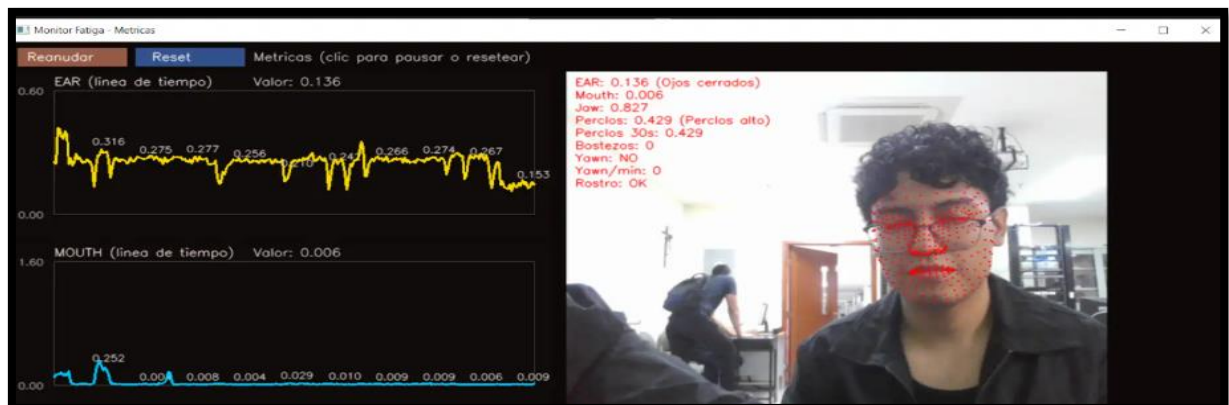 Monitor Fatiga - Metricas
Reanudar Reset Metricas (clic para pausar o resetear)
EAR (linea de tiempo) Valor: 0.136
0.60
0.316 0.275 0.277 0.256 0.266 0.274 0.267 0.153
0.00
MOUTH (linea de tiempo) Valor: 0.006
1.60
0.252 0.008 0.004 0.029 0.010 0.009 0.009 0.006 0.009
0.00
EAR: 0.136 (Ojos cerrados)
Mouth: 0.006
Jaw: 0.827
Perclos: 0.429 (Perclos alto)
Perclos 30s: 0.429
Bostezos: 0
Yawn: NO
Yawn/min: 0
Rostro: OK